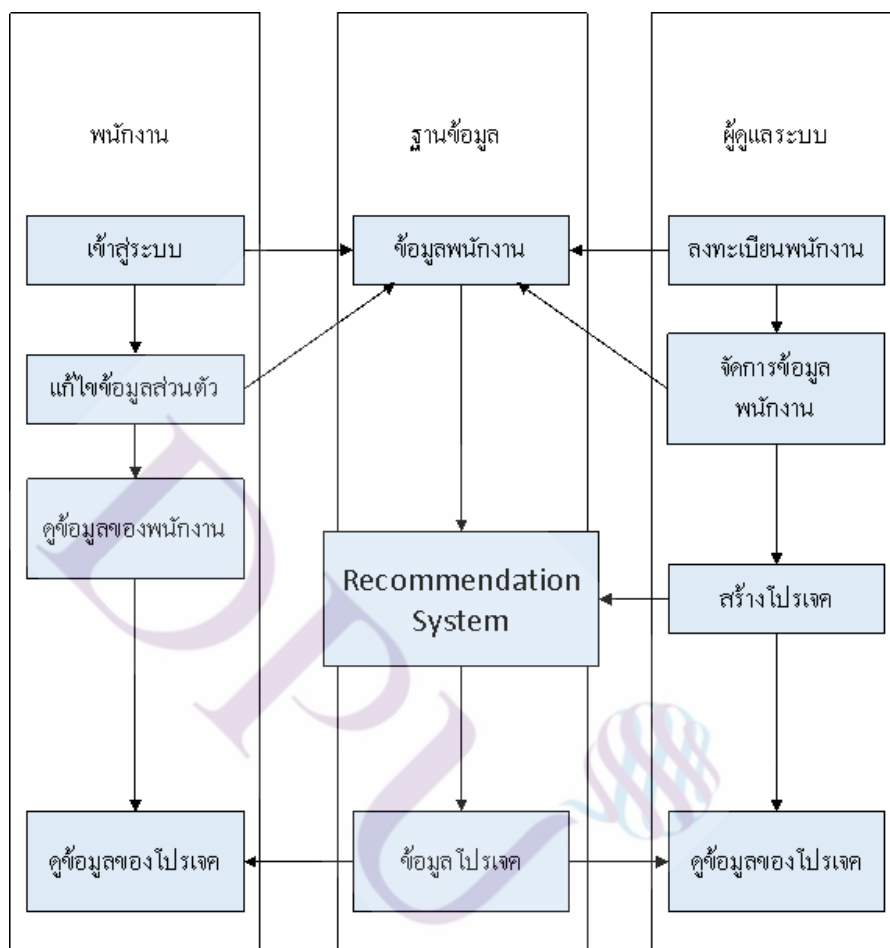 พนักงาน
ฐานข้อมูล
ผู้ดูแลระบบ
เข้าสู่ระบบ
ข้อมูลพนักงาน
ลงทะเบียนพนักงาน
แก้ไขข้อมูลส่วนตัว
จัดการข้อมูล
พนักงาน
ดูข้อมูลของพนักงาน
Recommendation
System
สร้างโปรเจค
ดูข้อมูลของโปรเจค
ข้อมูลโปรเจค
ดูข้อมูลของโปรเจค
DPU